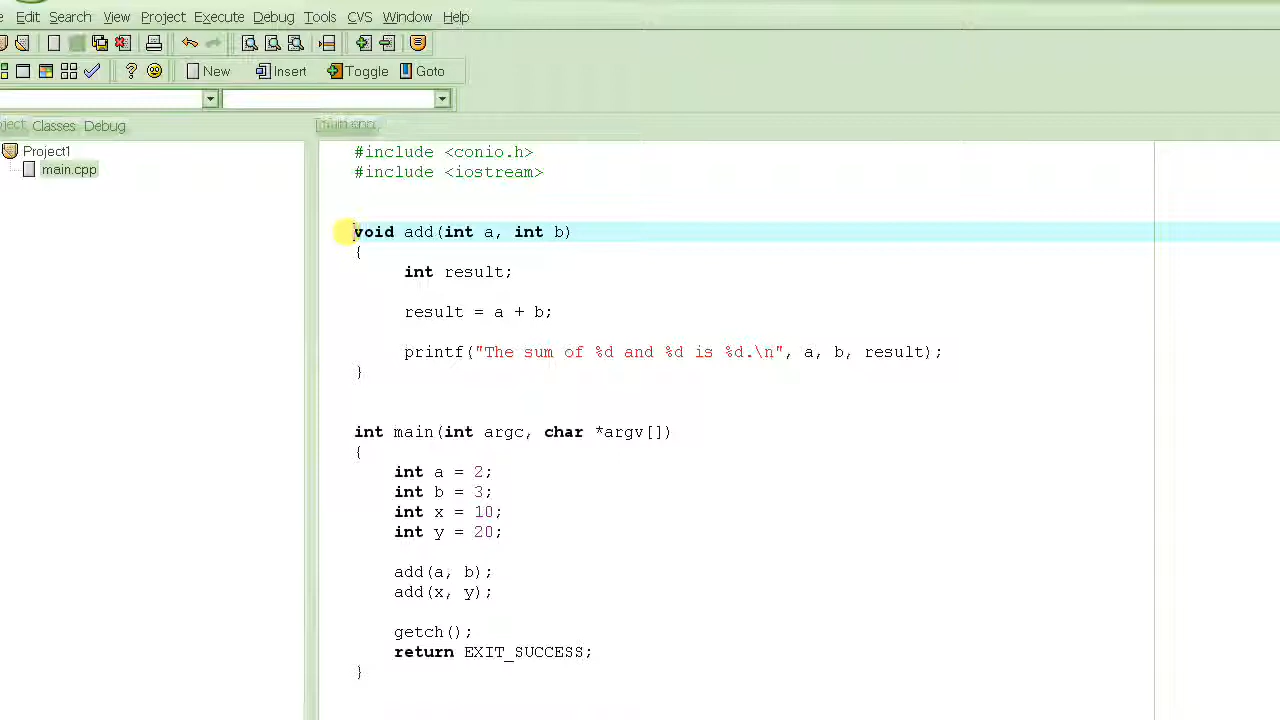 Edit Search View Project Execute Debug Tools CVS Window Help
New Insert Toggle Goto
Classes Debug
Project1
main.cpp
#include <conio.h>
#include <iostream>
void add(int a, int b)
{
int result;
result = a + b;
printf("The sum of %d and %d is %d.\n", a, b, result);
}
int main(int argc, char *argv[])
{
int a = 2;
int b = 3;
int x = 10;
int y = 20;
add(a, b);
add(x, y);
getch();
return EXIT_SUCCESS;
}